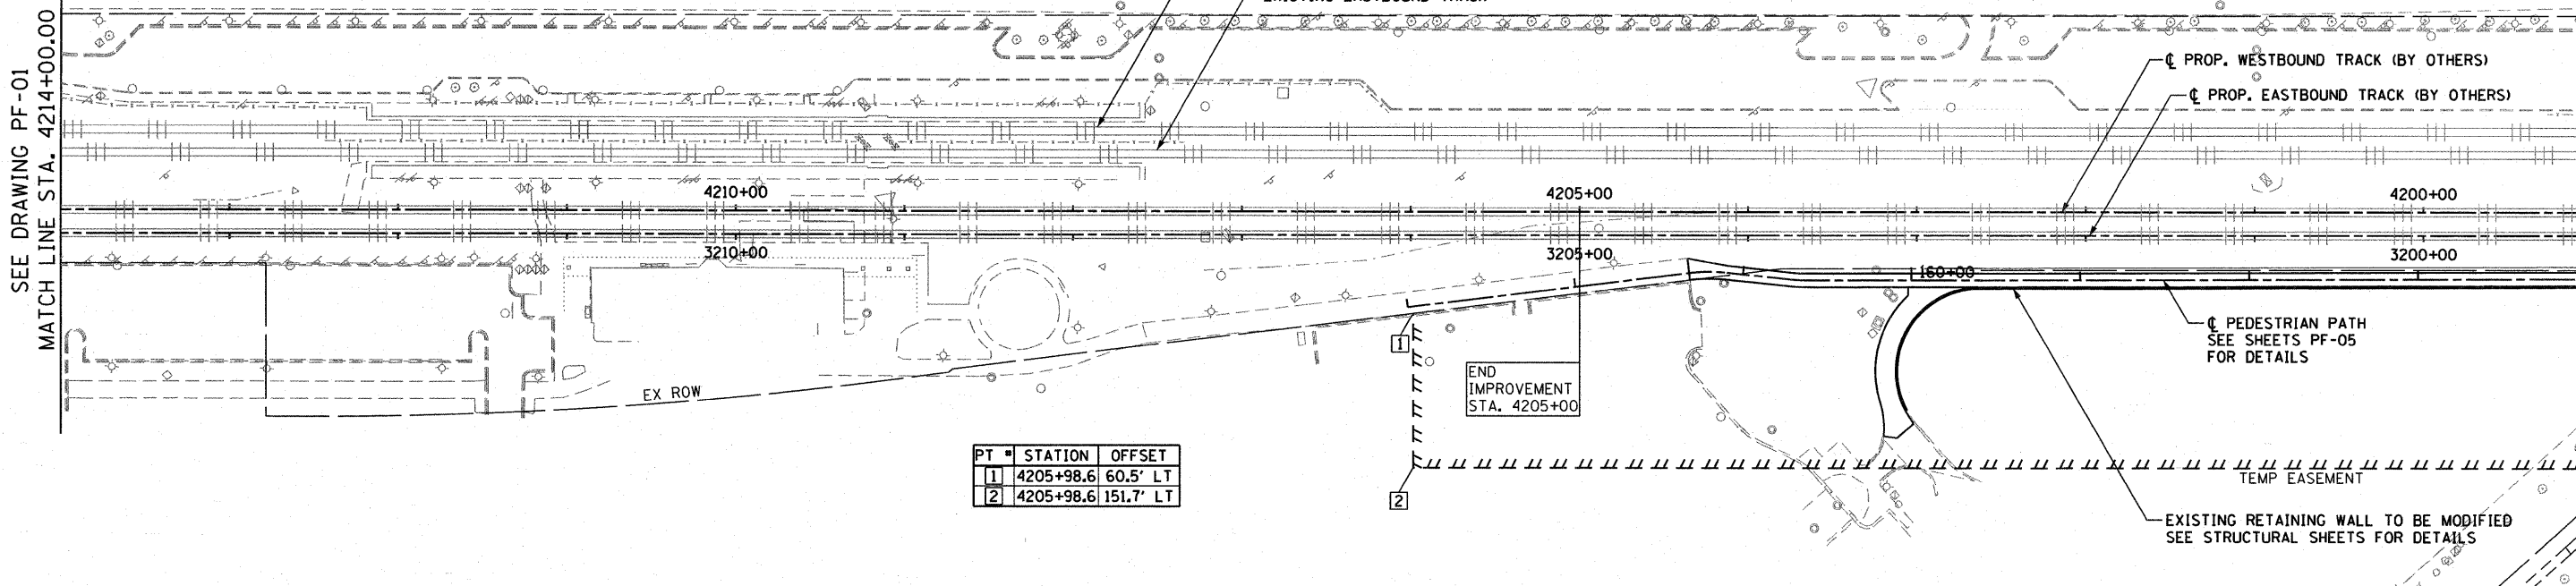 SEE DRAWING PF-01
MATCH LINE STA. 4214+00.00
EXISTING EASTBOUND TRACK
℄ PROP. WESTBOUND TRACK (BY OTHERS)
℄ PROP. EASTBOUND TRACK (BY OTHERS)
4210+00
4205+00
4200+00
3210+00
3205+00
3200+00
160+00
℄ PEDESTRIAN PATH
SEE SHEETS PF-05
FOR DETAILS
1
END
IMPROVEMENT
STA. 4205+00
EX ROW
PT # STATION OFFSET
1 4205+98.6 60.5' LT
2 4205+98.6 151.7' LT
2
TEMP EASEMENT
EXISTING RETAINING WALL TO BE MODIFIED
SEE STRUCTURAL SHEETS FOR DETAILS